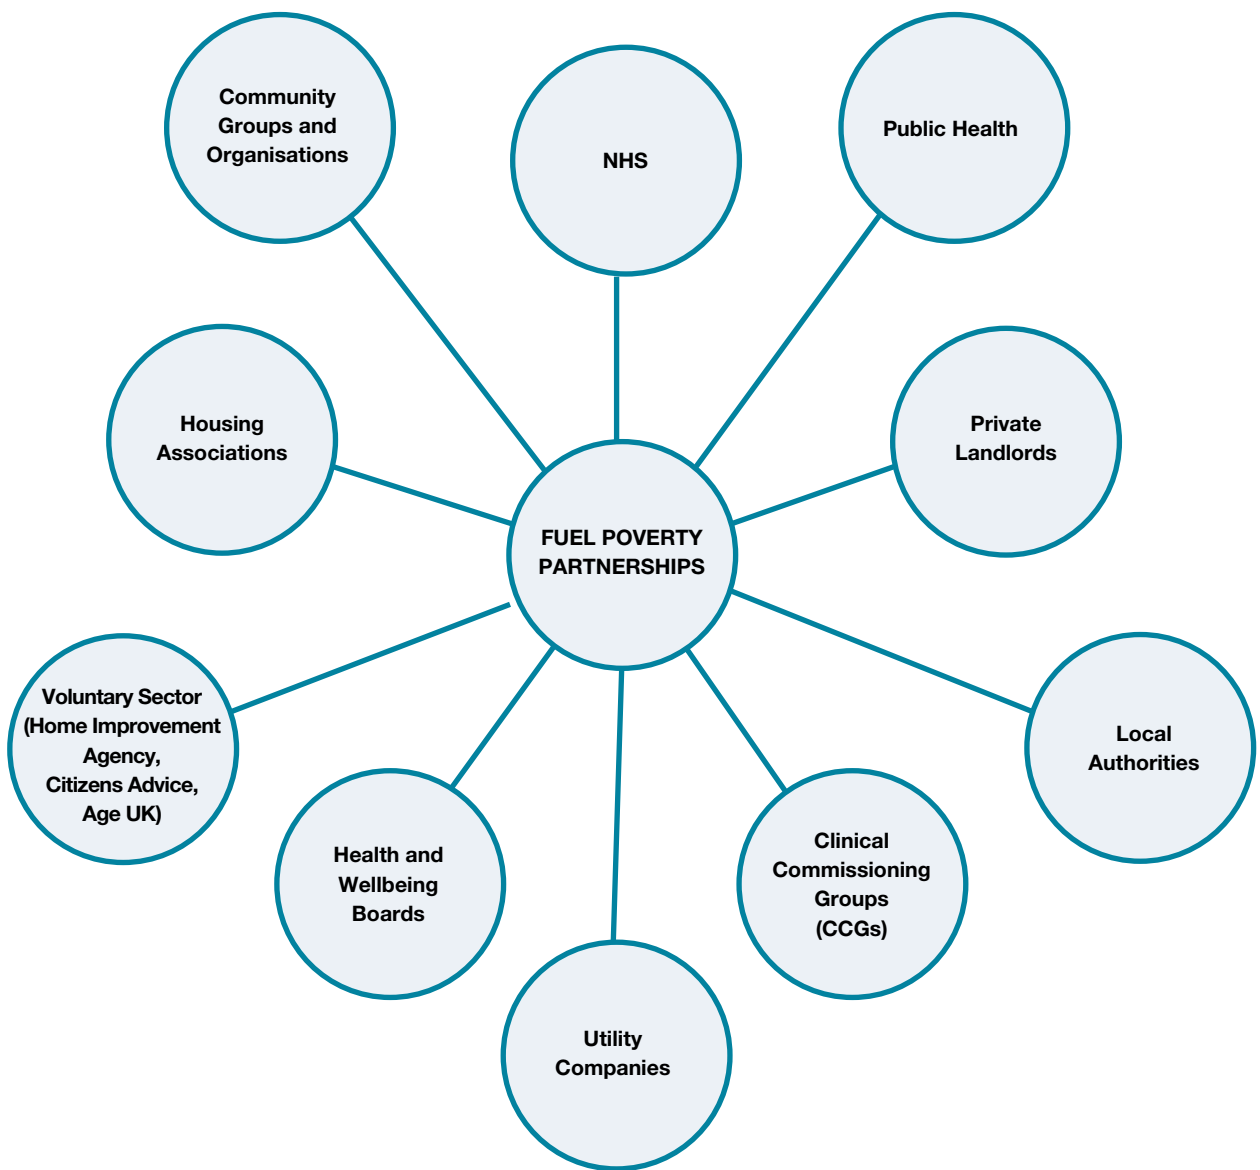 Community
Groups and
Organisations
NHS
Public Health
Housing
Associations
Private
Landlords
FUEL POVERTY
PARTNERSHIPS
Voluntary Sector
(Home Improvement
Agency,
Citizens Advice,
Age UK)
Local
Authorities
Health and
Wellbeing
Boards
Clinical
Commissioning
Groups
(CCGs)
Utility
Companies